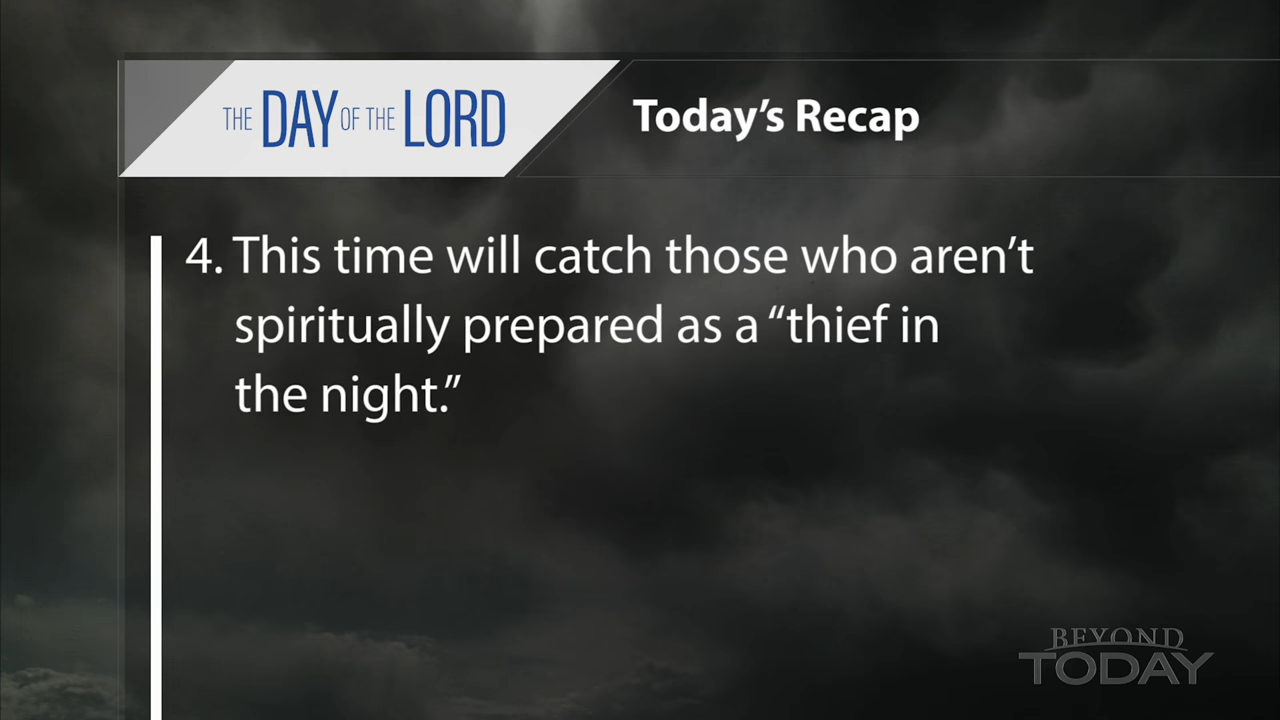 THE DAY OF THE LORD
Today’s Recap
4. This time will catch those who aren’t
spiritually prepared as a “thief in
the night.”
BEYOND
TODAY